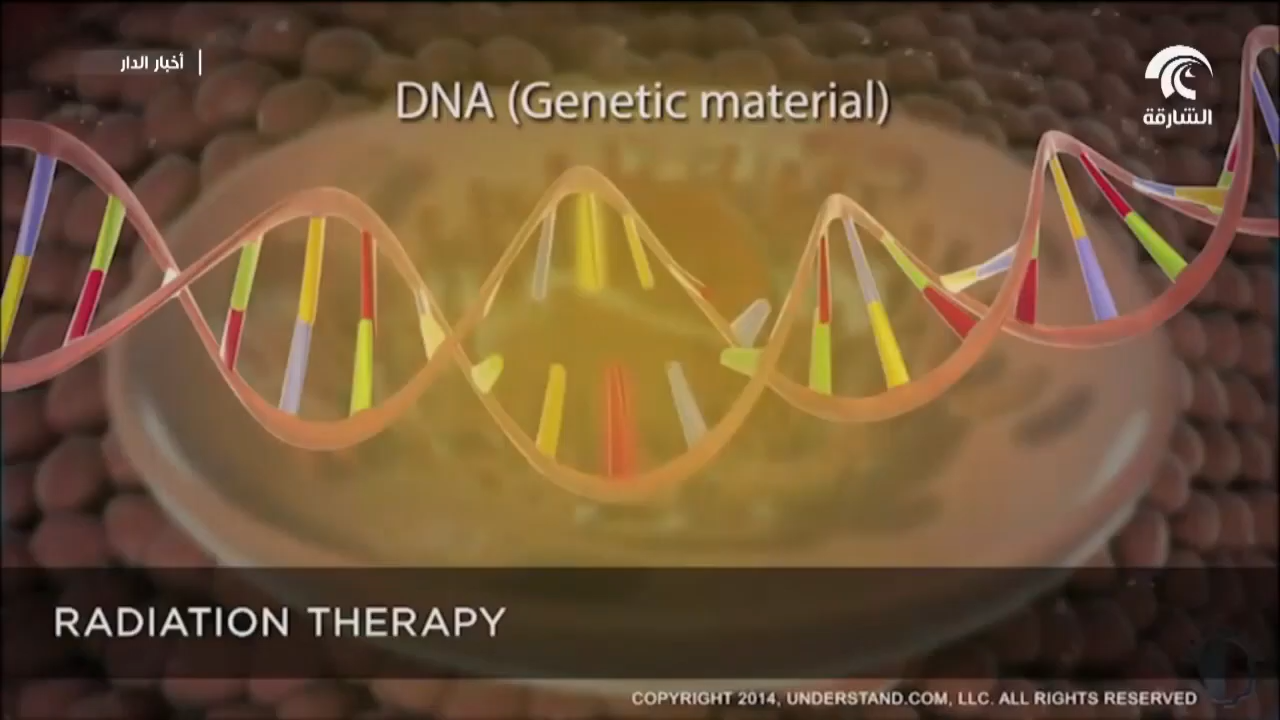 أخبار الدار
الشارقة
DNA (Genetic material)
RADIATION THERAPY
COPYRIGHT 2014, UNDERSTAND.COM, LLC. ALL RIGHTS RESERVED